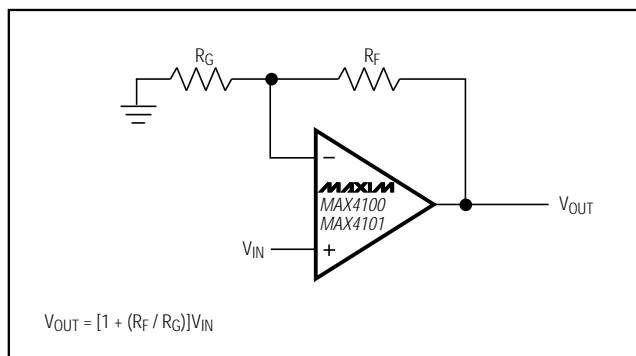 RG
RF
−
MAXIM
MAX4100
MAX4101
VOUT
VIN
+
VOUT = [1 + (RF / RG)]VIN